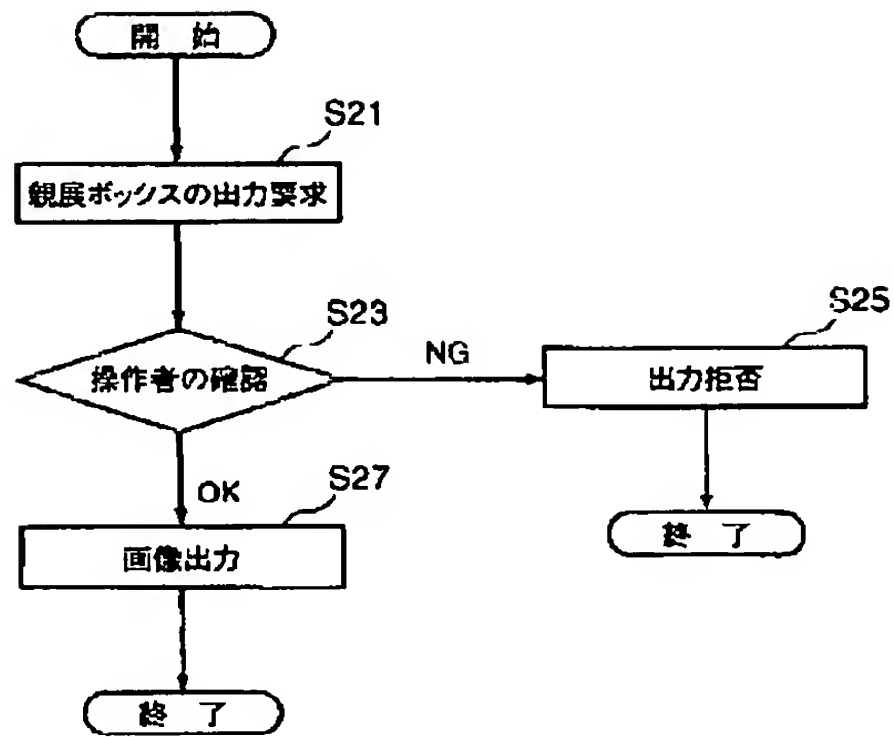 開 始
S21
観展ボックスの出力要求
S23
操作者の確認
NG
S25
出力拒否
OK
S27
画像出力
終 了
終 了